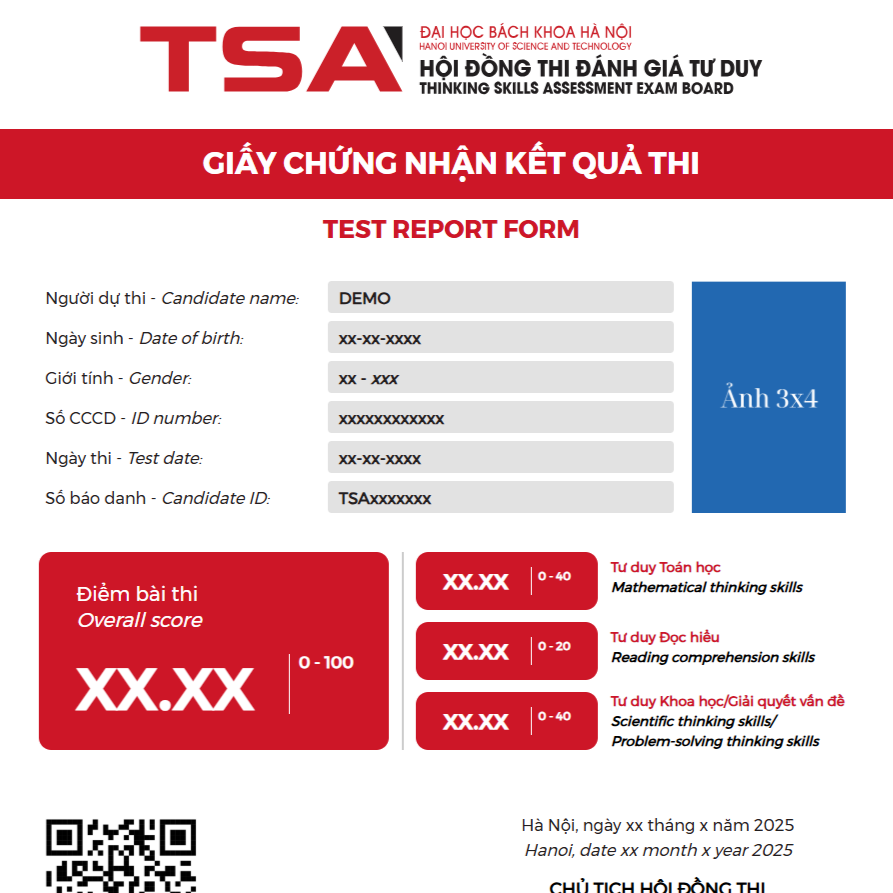 TSA
ĐẠI HỌC BÁCH KHOA HÀ NỘI
HANOI UNIVERSITY OF SCIENCE AND TECHNOLOGY
HỘI ĐỒNG THI ĐÁNH GIÁ TƯ DUY
THINKING SKILLS ASSESSMENT EXAM BOARD
GIẤY CHỨNG NHẬN KẾT QUẢ THI
TEST REPORT FORM
Người dự thi - Candidate name: DEMO
Ngày sinh - Date of birth: xx-xx-xxxx
Giới tính - Gender: xx - xxx
Số CCCD - ID number: xxxxxxxxxxxx
Ngày thi - Test date: xx-xx-xxxx
Số báo danh - Candidate ID: TSAxxxxxxx
Ảnh 3x4
Điểm bài thi
Overall score
XX.XX 0 - 100
XX.XX 0 - 40
Tư duy Toán học
Mathematical thinking skills
XX.XX 0 - 20
Tư duy Đọc hiểu
Reading comprehension skills
XX.XX 0 - 40
Tư duy Khoa học/Giải quyết vấn đề
Scientific thinking skills/
Problem-solving thinking skills
Hà Nội, ngày xx tháng x năm 2025
Hanoi, date xx month x year 2025
CHỦ TỊCH HỘI ĐỒNG THI